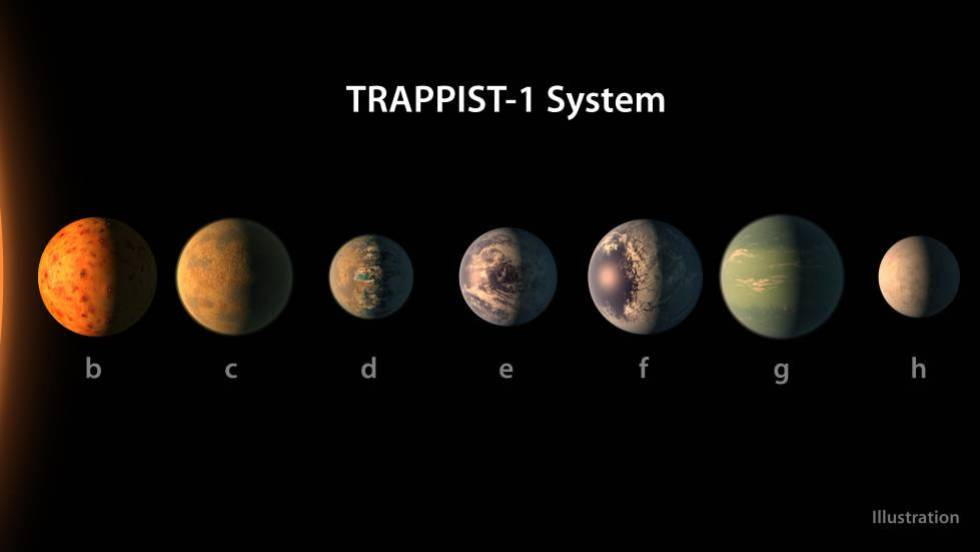 TRAPPIST-1 System
b c d e f g h
Illustration